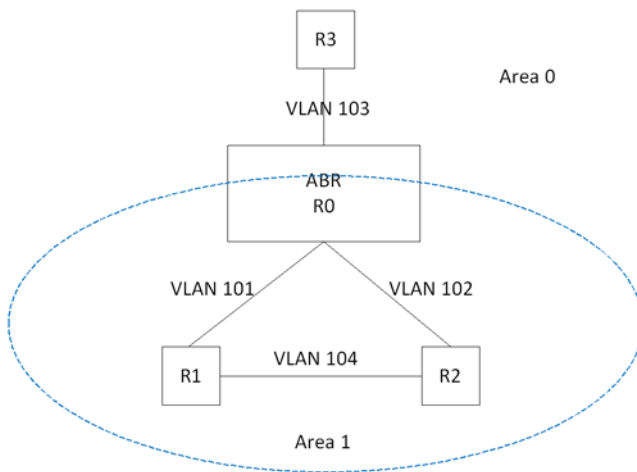 R3
Area 0
VLAN 103
ABR
R0
VLAN 101
VLAN 102
VLAN 104
R1
R2
Area 1